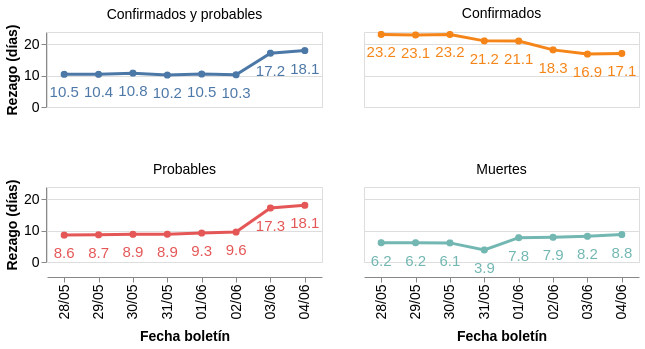 Confirmados y probables
Confirmados
Rezago (días)
20
10
0
10.5 10.4 10.8 10.2 10.5 10.3 17.2 18.1
23.2 23.1 23.2 21.2 21.1 18.3 16.9 17.1
Probables
Muertes
Rezago (días)
20
10
0
8.6 8.7 8.9 8.9 9.3 9.6 17.3 18.1
6.2 6.2 6.1 3.9 7.8 7.9 8.2 8.8
28/05 29/05 30/05 31/05 01/06 02/06 03/06 04/06
28/05 29/05 30/05 31/05 01/06 02/06 03/06 04/06
Fecha boletín
Fecha boletín